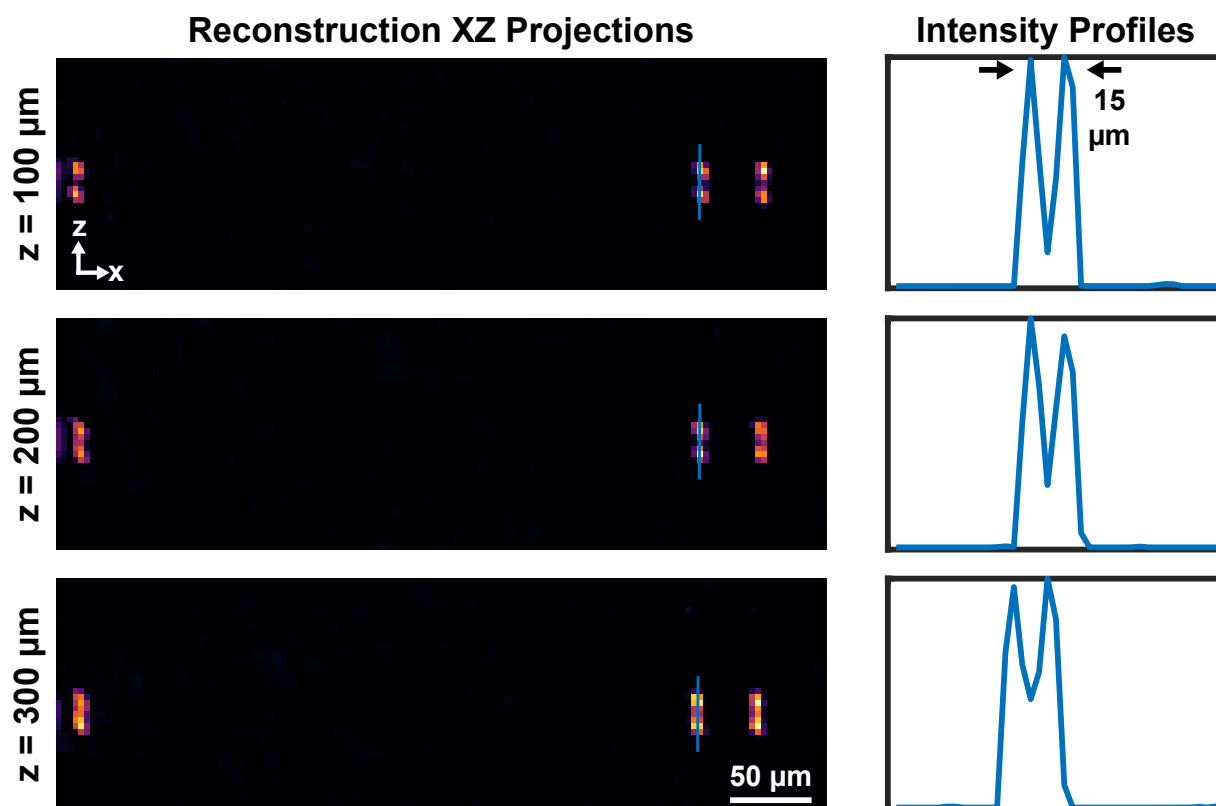 Reconstruction XZ Projections
Intensity Profiles
z = 100 µm
z
x
15
µm
z = 200 µm
z = 300 µm
50 µm